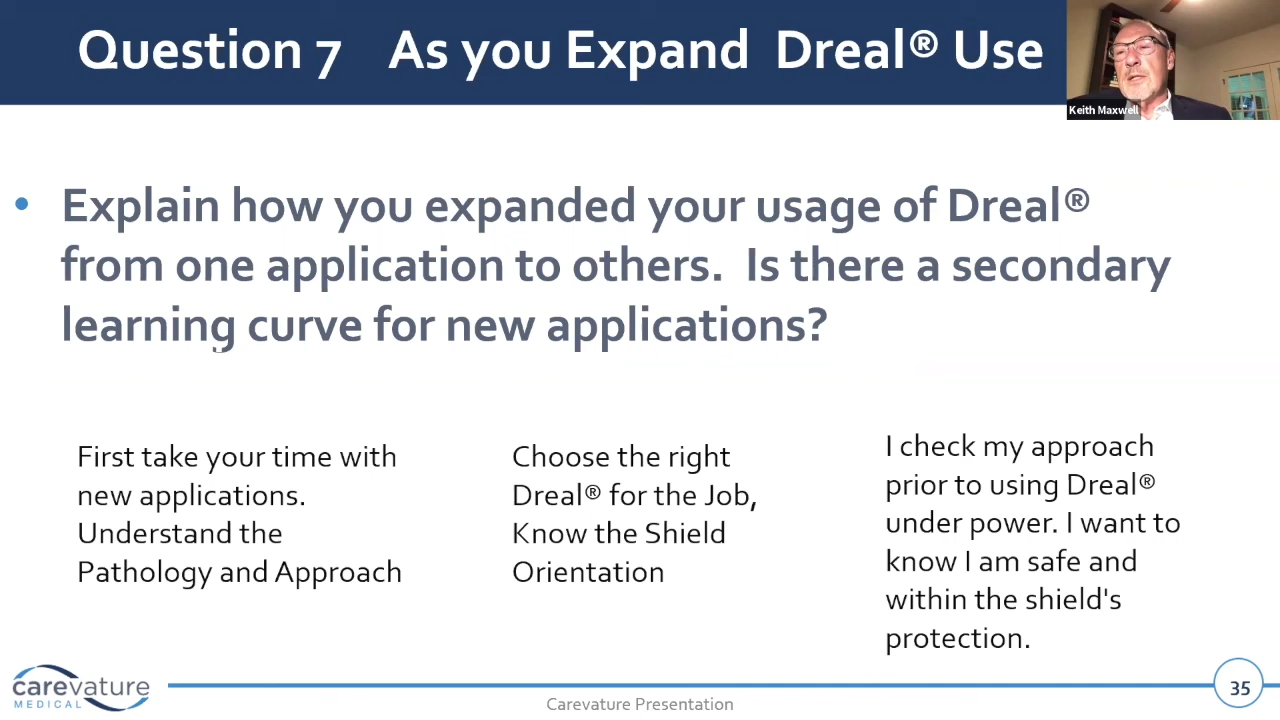 Question 7 As you Expand Dreal® Use
Keith Maxwell
• Explain how you expanded your usage of Dreal®
from one application to others. Is there a secondary
learning curve for new applications?
First take your time with
new applications.
Understand the
Pathology and Approach
Choose the right
Dreal® for the Job,
Know the Shield
Orientation
I check my approach
prior to using Dreal®
under power. I want to
know I am safe and
within the shield's
protection.
carevature
MEDICAL
Carevature Presentation
35